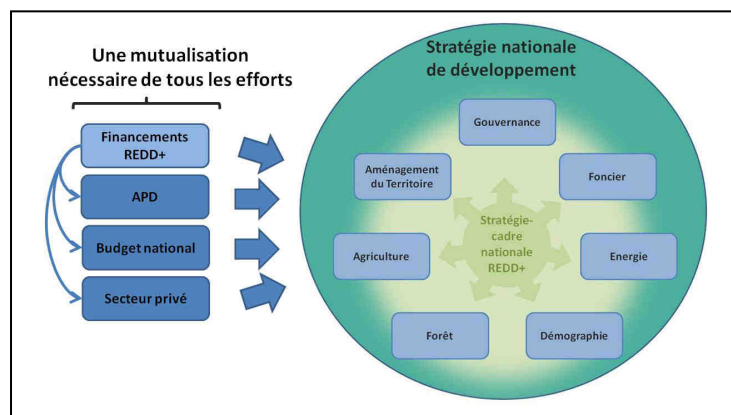 Une mutualisation
nécessaire de tous les efforts
Financements
REDD+
APD
Budget national
Secteur privé
Stratégie nationale
de développement
Gouvernance
Aménagement
du Territoire
Foncier
Stratégie-
cadre
nationale
REDD+
Agriculture
Energie
Forêt
Démographie